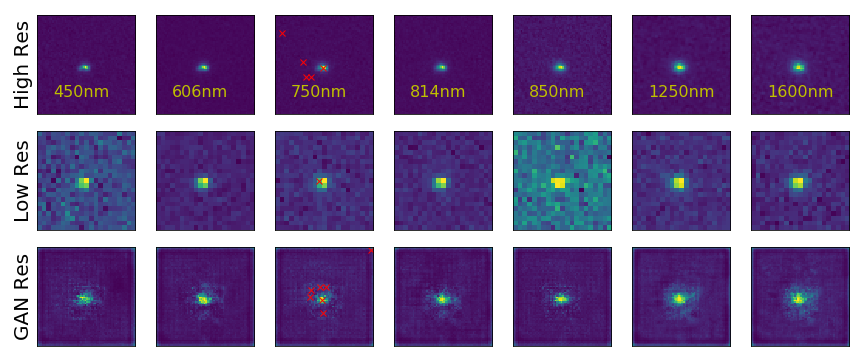 High Res
450nm
606nm
750nm
814nm
850nm
1250nm
1600nm
Low Res
GAN Res